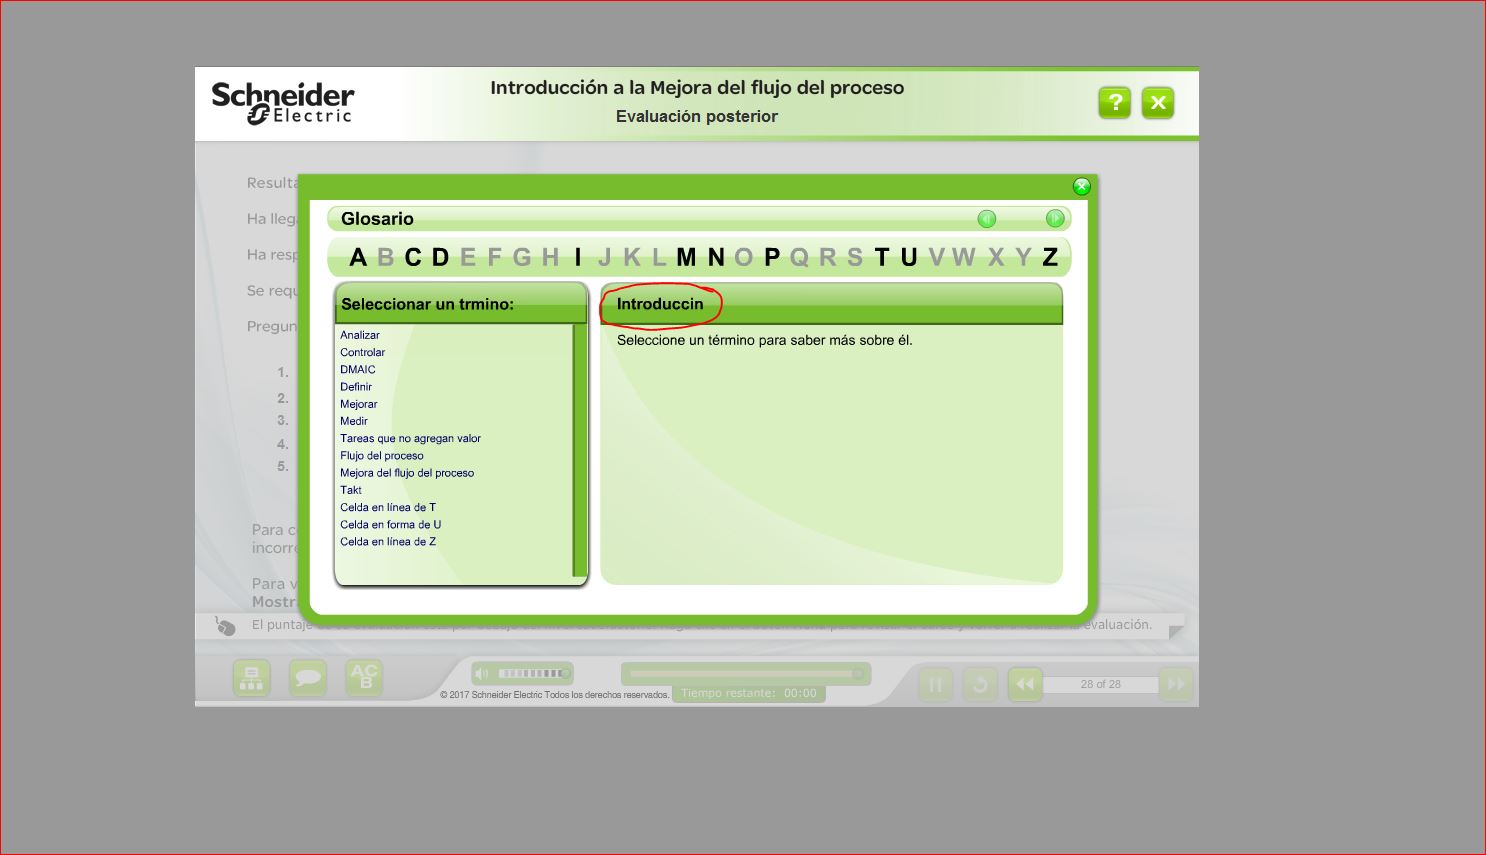 Schneider
Electric
Introducción a la Mejora del flujo del proceso
Evaluación posterior
?
X
Glosario
A B C D E F G H I J K L M N O P Q R S T U V W X Y Z
Seleccionar un trmino:
Analizar
Controlar
DMAIC
Definir
Mejorar
Medir
Tareas que no agregan valor
Flujo del proceso
Mejora del flujo del proceso
Takt
Celda en línea de T
Celda en forma de U
Celda en línea de Z
Introduccin
Seleccione un término para saber más sobre él.
Resulta
Ha lleg
Ha resp
Se requ
Pregun
1.
2.
3.
4.
5.
Para c
incorre
Para v
Mostr
El puntaje
evaluación.
AC
B
© 2017 Schneider Electric Todos los derechos reservados.
Tiempo restante: 00:00
28 of 28